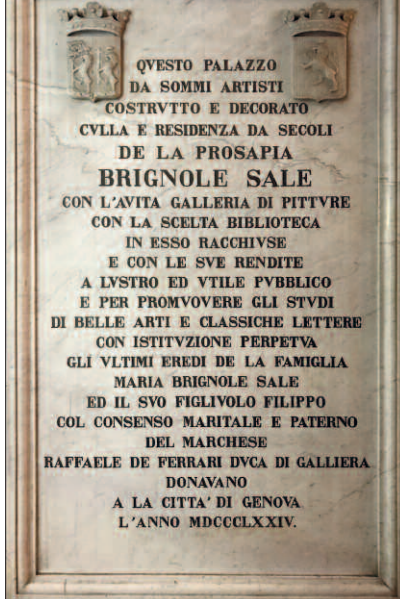 QVESTO PALAZZO
DA SOMMI ARTISTI
COSTRVTTO E DECORATO
CVLLA E RESIDENZA DA SECOLI
DE LA PROSAPIA
BRIGNOLE SALE
CON L'AVITA GALLERIA DI PITTVRE
CON LA SCELTA BIBLIOTECA
IN ESSO RACCHIVSE
E CON LE SVE RENDITE
A LVSTRO ED VTILE PVBBLICO
E PER PROMVOVERE GLI STVDI
DI BELLE ARTI E CLASSICHE LETTERE
CON ISTITVZIONE PERPETVA
GLI VLTIMI EREDI DE LA FAMIGLIA
MARIA BRIGNOLE SALE
ED IL SVO FIGLIVOLO FILIPPO
COL CONSENSO MARITALE E PATERNO
DEL MARCHESE
RAFFAELE DE FERRARI DVCA DI GALLIERA
DONAVANO
A LA CITTA' DI GENOVA
L'ANNO MDCCCLXXIV.